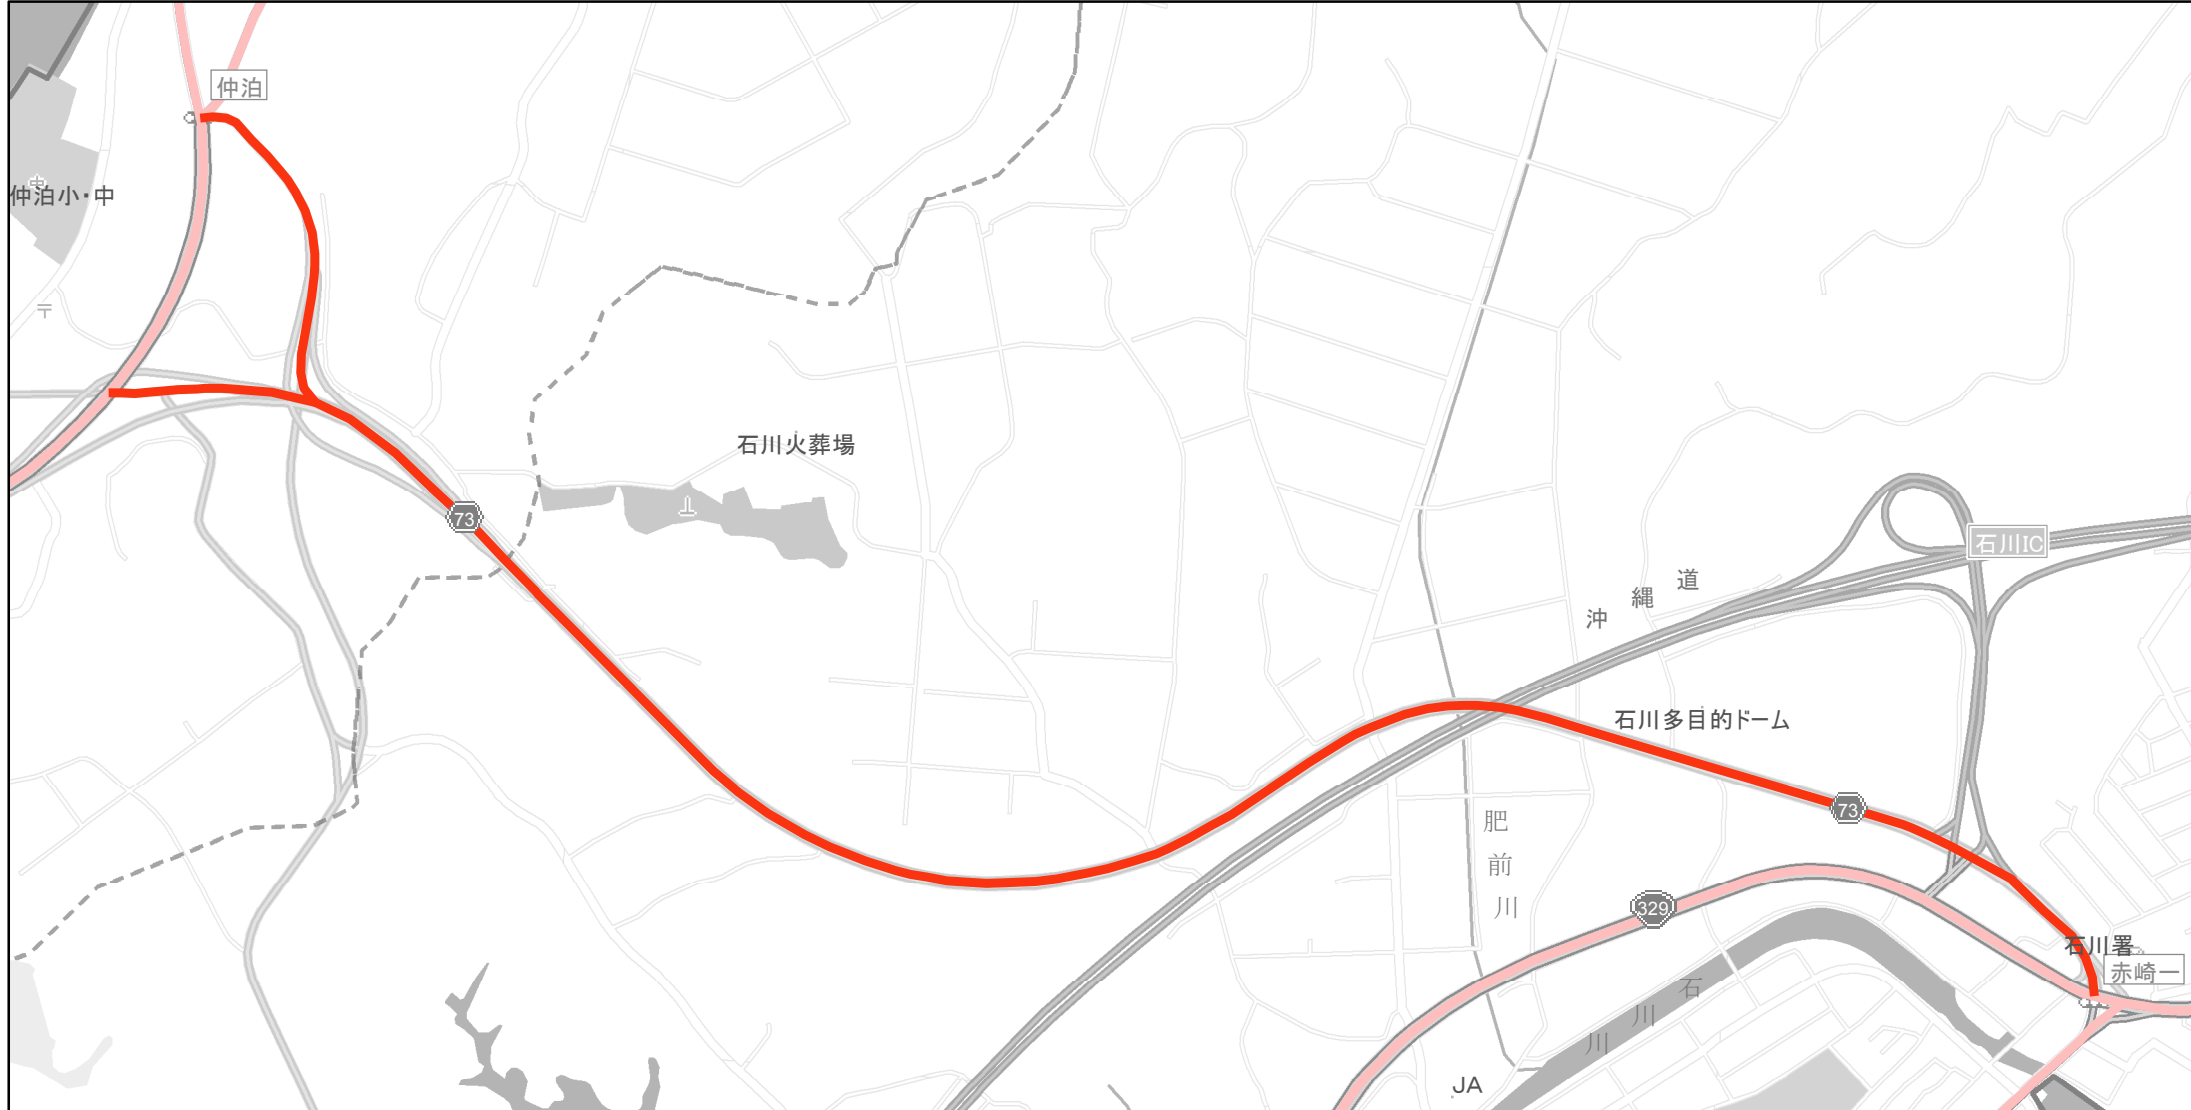 仲泊
仲泊小・中
石川火葬場
73
石川IC
沖縄道
石川多目的ドーム
73
肥前川
329
石川署
赤崎一
石川川
JA